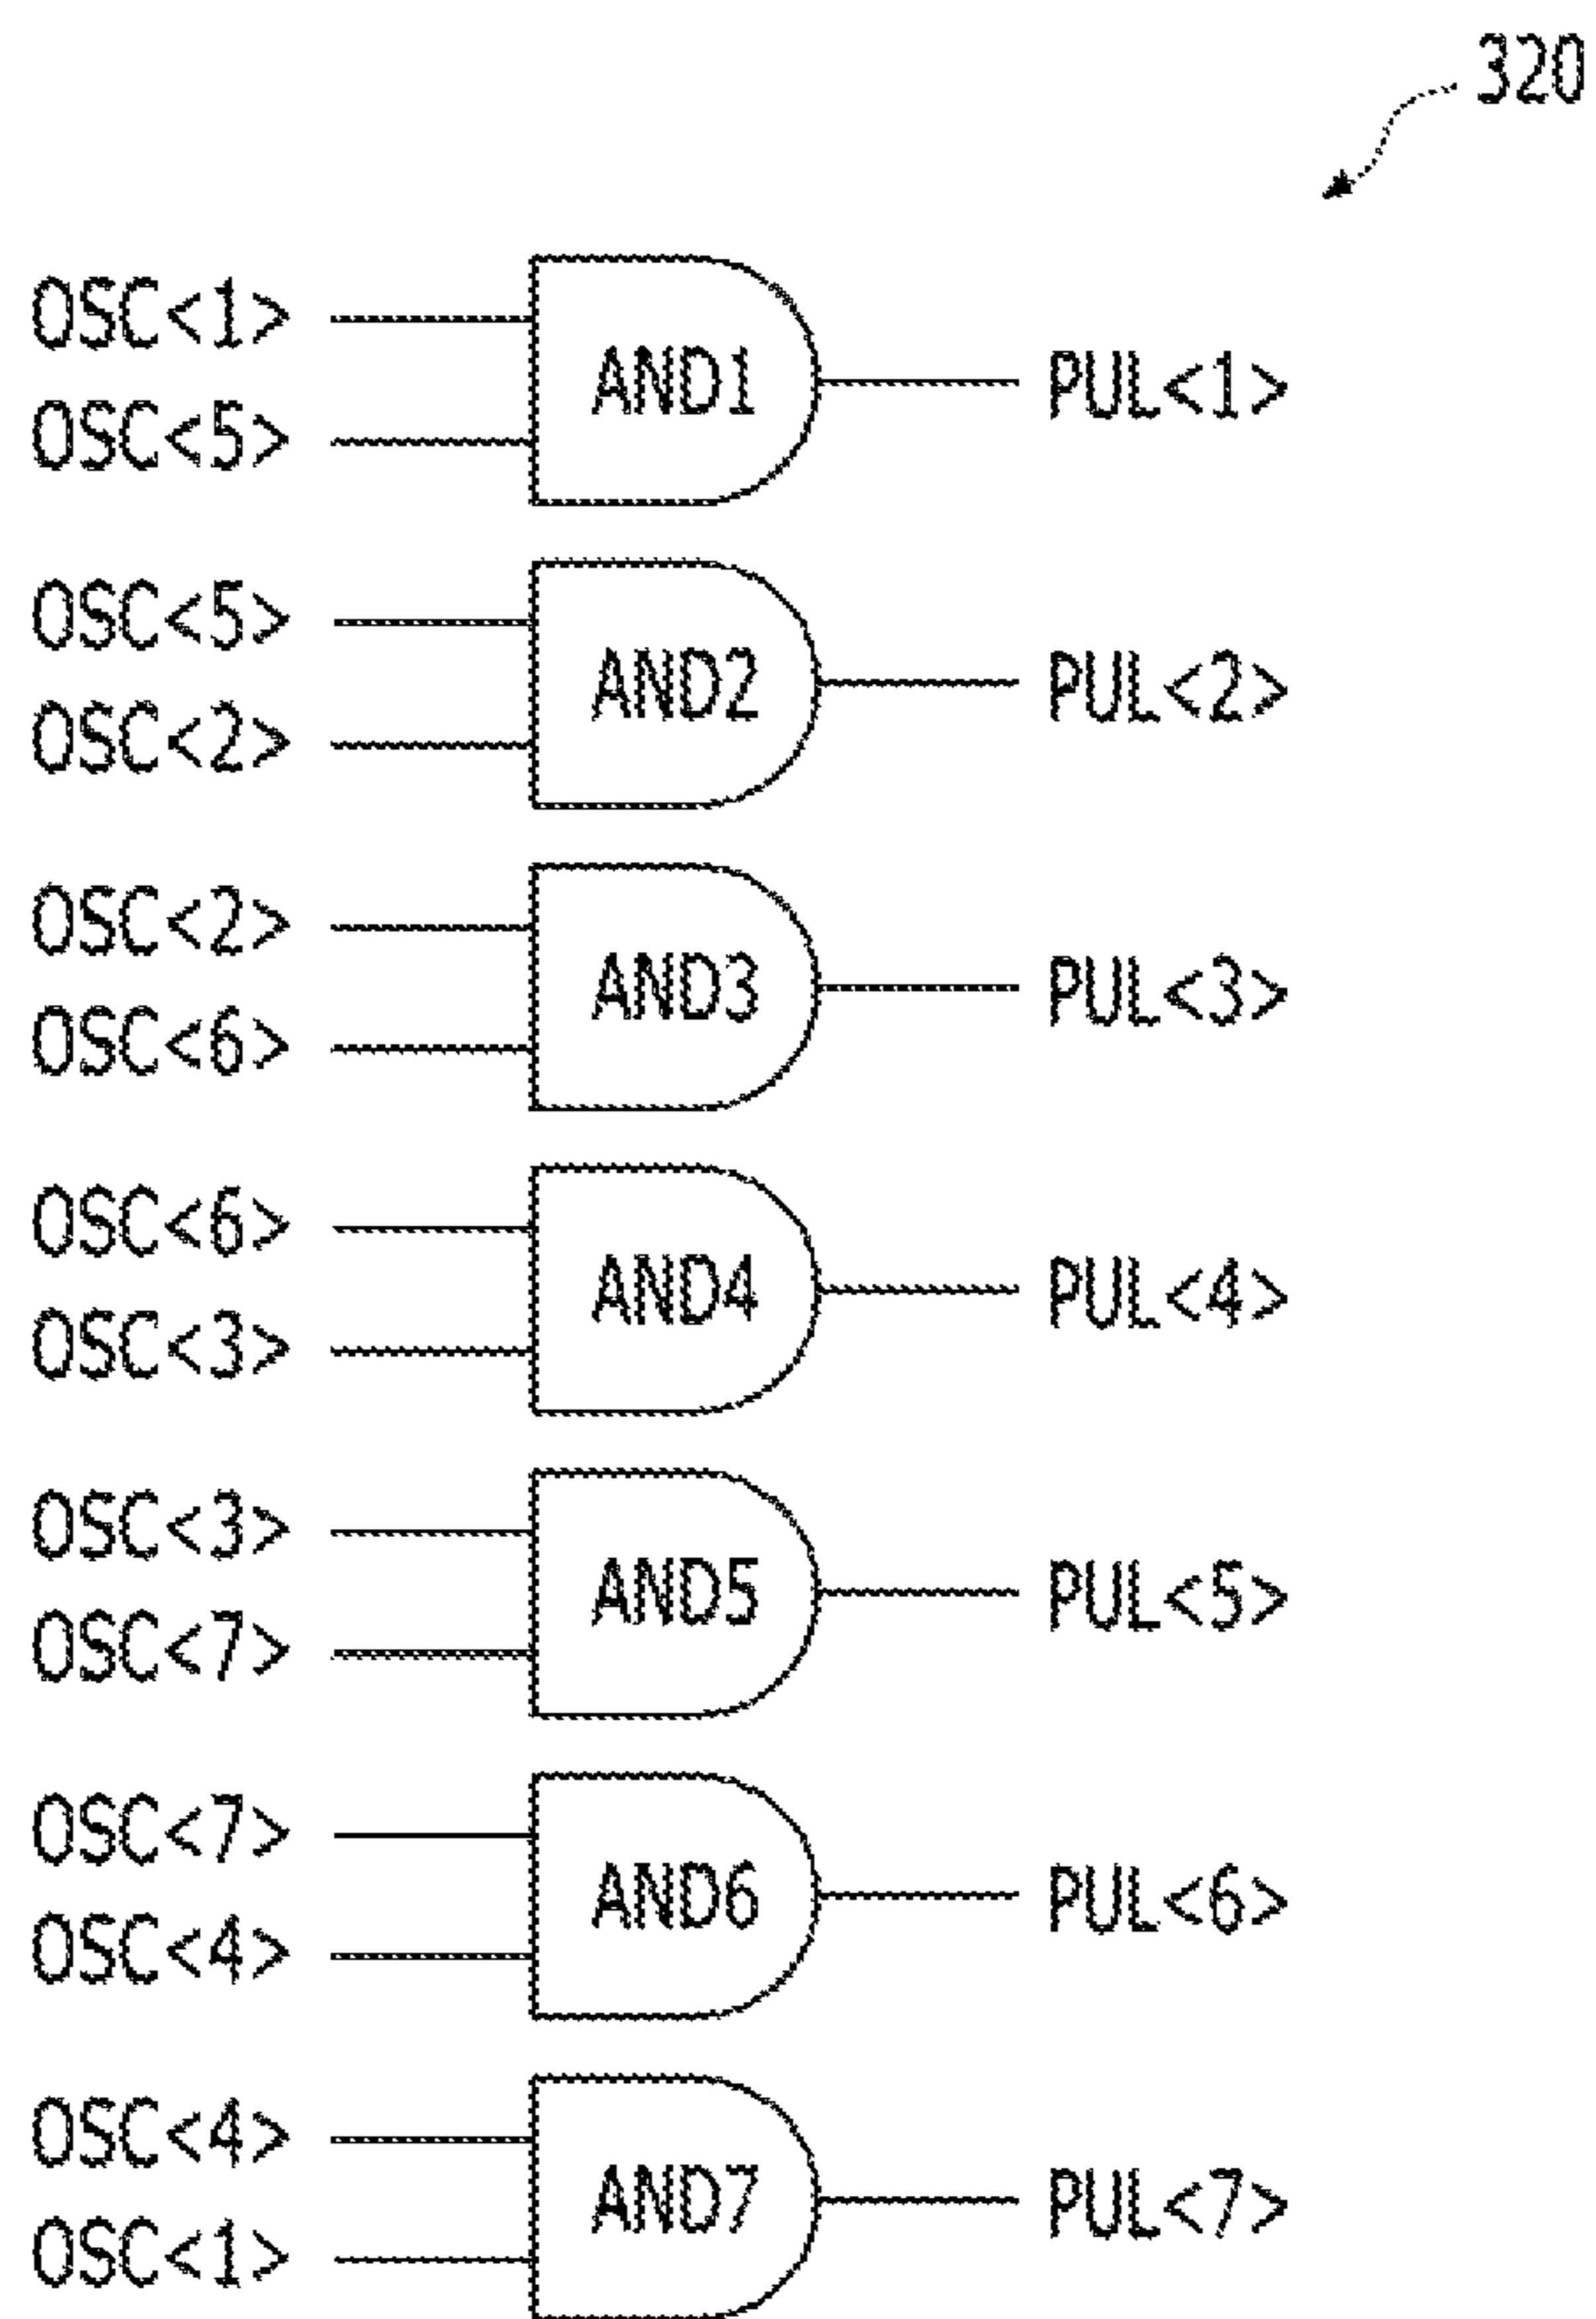 320
OSC<1>
AND1
PUL<1>
OSC<5>
OSC<5>
AND2
PUL<2>
OSC<2>
OSC<2>
AND3
PUL<3>
OSC<6>
OSC<6>
AND4
PUL<4>
OSC<3>
OSC<3>
AND5
PUL<5>
OSC<7>
OSC<7>
AND6
PUL<6>
OSC<4>
OSC<4>
AND7
PUL<7>
OSC<1>